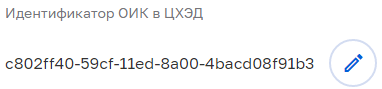 Идентификатор ОИК в ЦХЭД
c802ff40-59cf-11ed-8a00-4bacd08f91b3